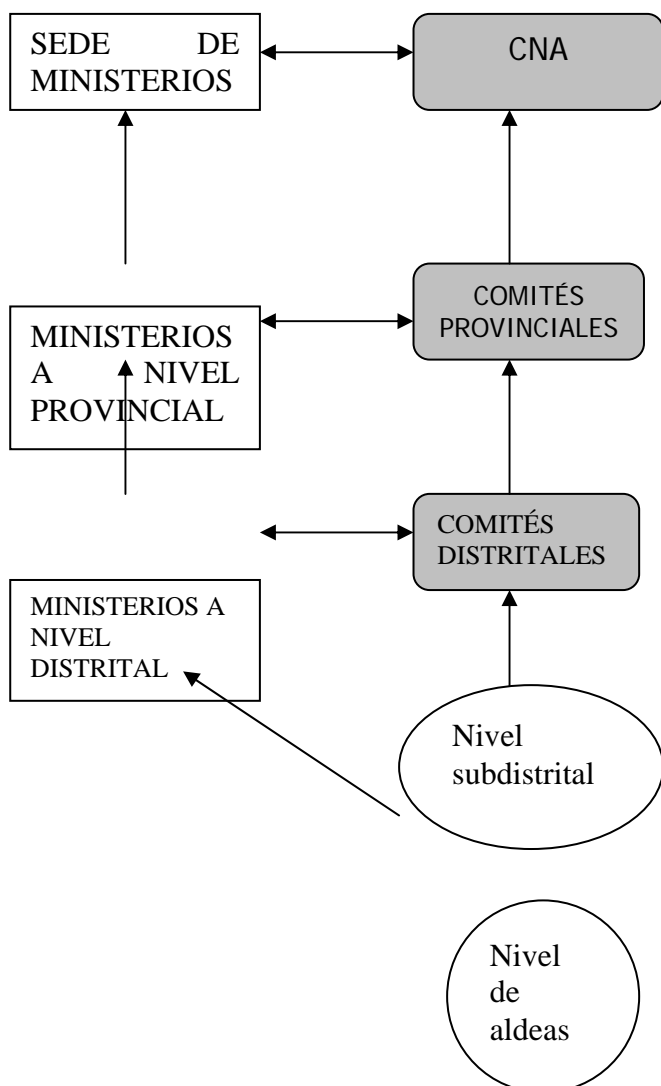 SEDE DE
MINISTERIOS
CNA
MINISTERIOS
A NIVEL
PROVINCIAL
COMITÉS
PROVINCIALES
COMITÉS
DISTRITALES
MINISTERIOS A
NIVEL
DISTRITAL
Nivel
subdistrital
Nivel
de
aldeas